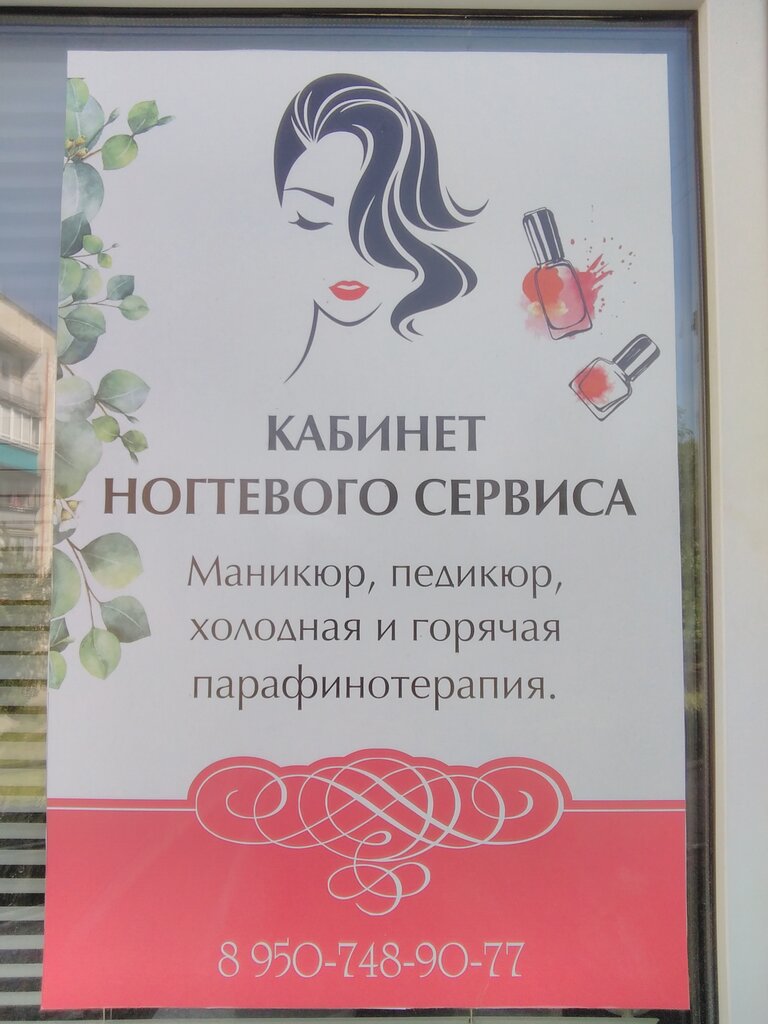 КАБИНЕТ
НОГТЕВОГО СЕРВИСА
Маникюр, педикюр,
холодная и горячая
парафинотерапия.
8 950-748-90-77